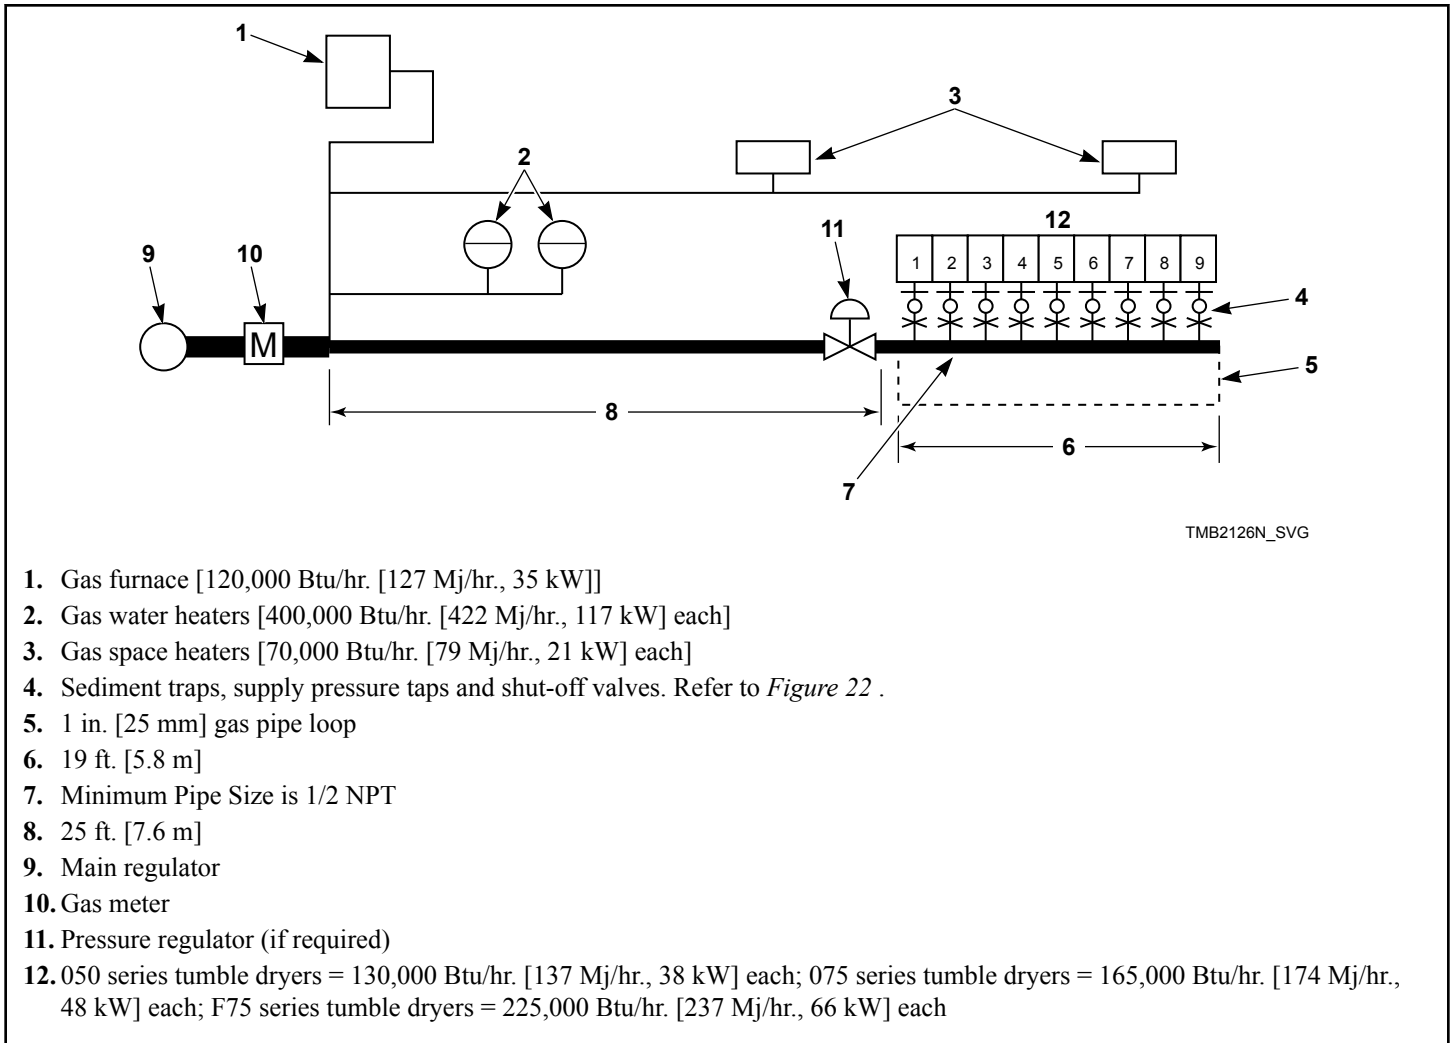 1
3
2
12
11
9
10
1 2 3 4 5 6 7 8 9
4
M
5
8
6
7
TMB2126N_SVG
1. Gas furnace [120,000 Btu/hr. [127 Mj/hr., 35 kW]]
2. Gas water heaters [400,000 Btu/hr. [422 Mj/hr., 117 kW] each]
3. Gas space heaters [70,000 Btu/hr. [79 Mj/hr., 21 kW] each]
4. Sediment traps, supply pressure taps and shut-off valves. Refer to Figure 22 .
5. 1 in. [25 mm] gas pipe loop
6. 19 ft. [5.8 m]
7. Minimum Pipe Size is 1/2 NPT
8. 25 ft. [7.6 m]
9. Main regulator
10. Gas meter
11. Pressure regulator (if required)
12. 050 series tumble dryers = 130,000 Btu/hr. [137 Mj/hr., 38 kW] each; 075 series tumble dryers = 165,000 Btu/hr. [174 Mj/hr.,
48 kW] each; F75 series tumble dryers = 225,000 Btu/hr. [237 Mj/hr., 66 kW] each